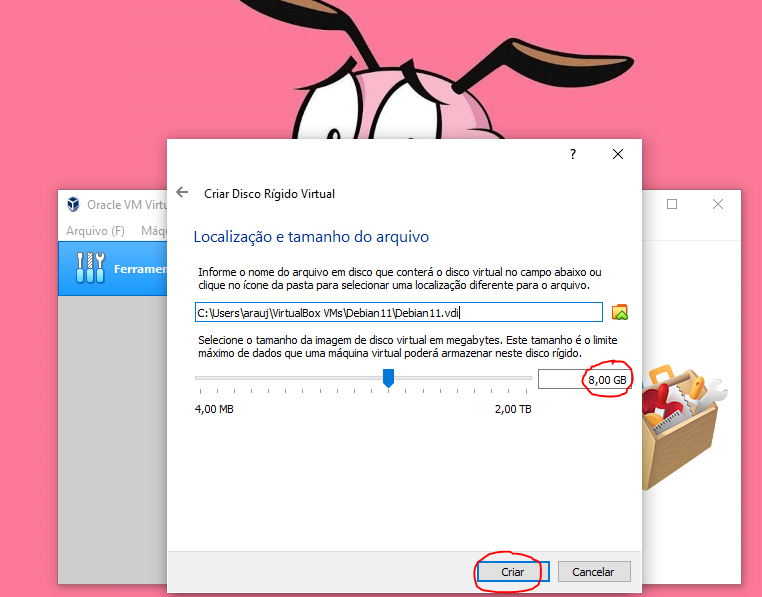 ?
Criar Disco Rígido Virtual
Oracle VM Virtu
Arquivo (F) Máqu
Ferramen
Localização e tamanho do arquivo
Informe o nome do arquivo em disco que conterá o disco virtual no campo abaixo ou
clique no ícone da pasta para selecionar uma localização diferente para o arquivo.
C:\Users\arauj\VirtualBox VMs\Debian11\Debian11.vdi
Selecione o tamanho da imagem de disco virtual em megabytes. Este tamanho é o limite
máximo de dados que uma máquina virtual poderá armazenar neste disco rígido.
8,00 GB
4,00 MB 2,00 TB
Criar Cancelar